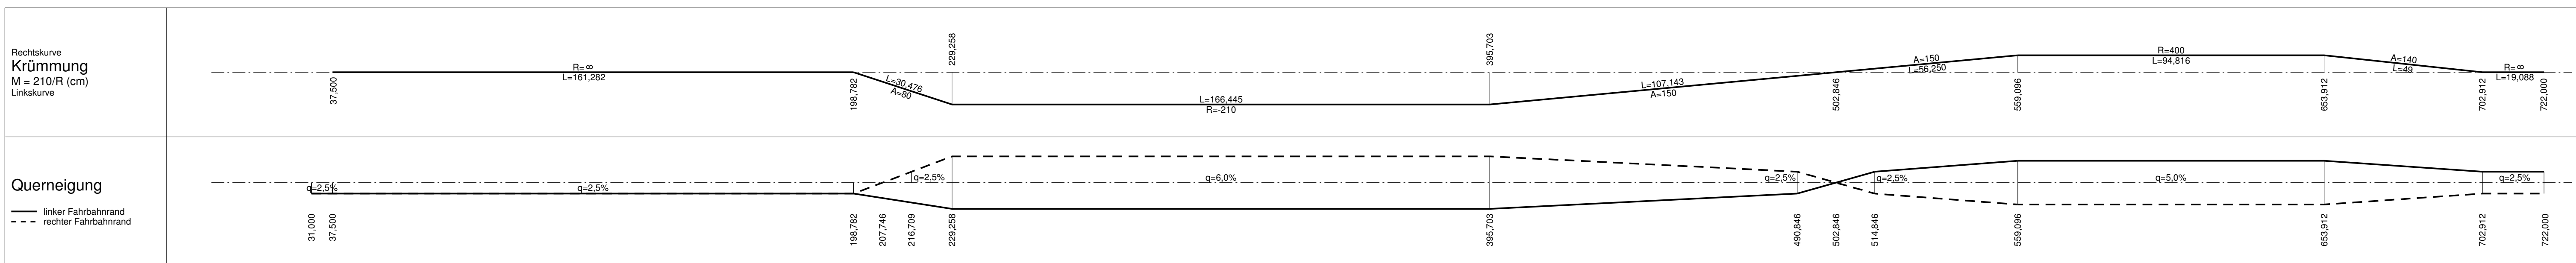 Rechtskurve
Krümmung
M = 210/R (cm)
Linkskurve
37,500
R= ∞
L=161,282
198,782
L=30,476
A=80
229,258
L=166,445
R=-210
395,703
L=107,143
A=150
502,846
A=150
L=56,250
559,096
R=400
L=94,816
653,912
A=140
L=49
702,912
R= ∞
L=19,088
722,000
Querneigung
linker Fahrbahnrand
rechter Fahrbahnrand
q=2,5%
q=2,5%
q=2,5%
q=6,0%
q=2,5%
q=2,5%
q=5,0%
q=2,5%
31,000
37,500
198,782
207,746
216,709
229,258
395,703
490,846
502,846
514,846
559,096
653,912
702,912
722,000